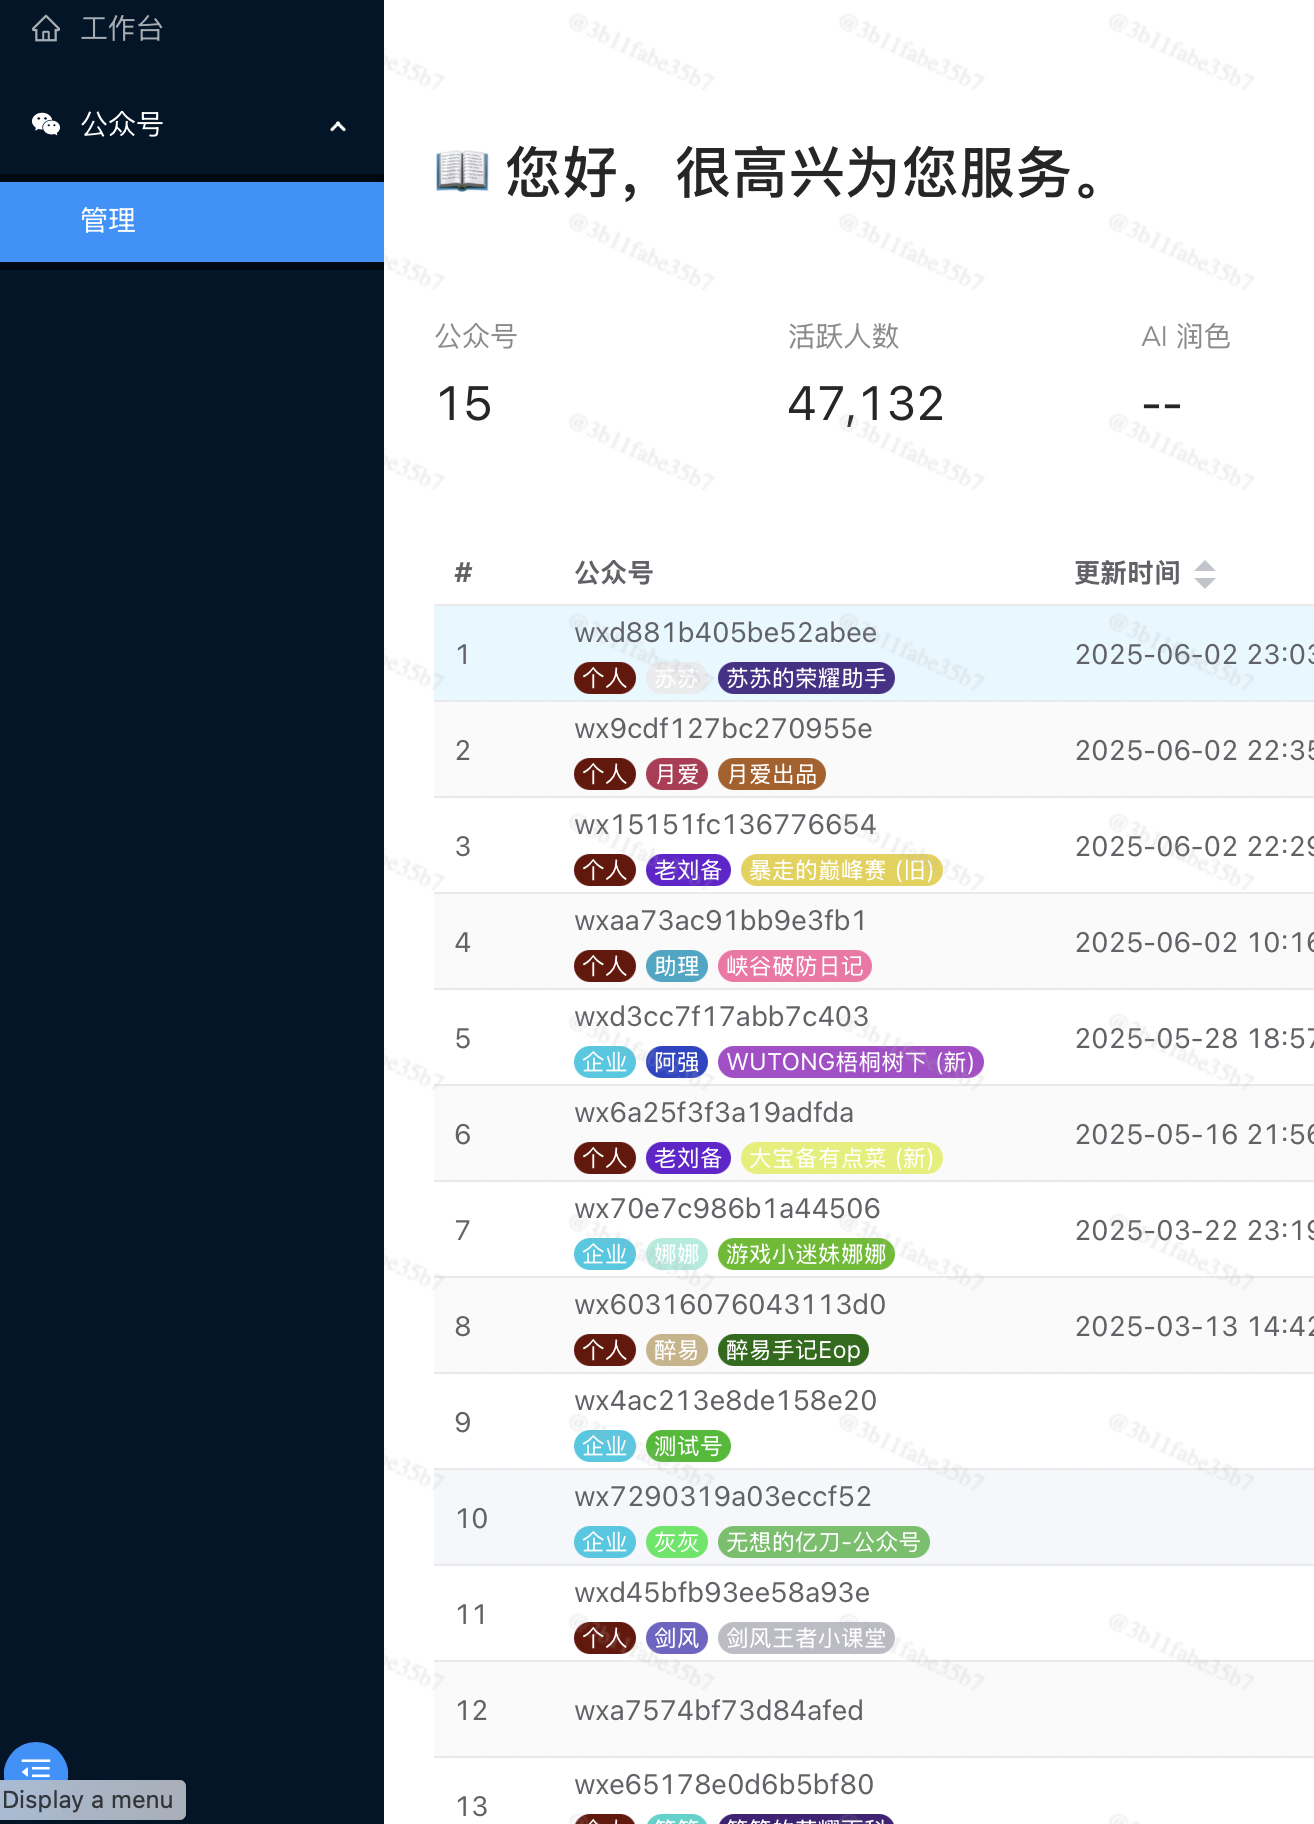 工作台
公众号
管理
📖 您好，很高兴为您服务。
公众号 活跃人数 AI 润色
15 47,132 --
# 公众号 更新时间
1 wxd881b405be52abee 2025-06-02 23:03
个人 苏苏 苏苏的荣耀助手
2 wx9cdf127bc270955e 2025-06-02 22:35
个人 月爱 月爱出品
3 wx15151fc136776654 2025-06-02 22:29
个人 老刘备 暴走的巅峰赛 (旧)
4 wxaa73ac91bb9e3fb1 2025-06-02 10:16
个人 助理 峡谷破防日记
5 wxd3cc7f17abb7c403 2025-05-28 18:57
企业 阿强 WUTONG梧桐树下 (新)
6 wx6a25f3f3a19adfda 2025-05-16 21:56
个人 老刘备 大宝备有点菜 (新)
7 wx70e7c986b1a44506 2025-03-22 23:19
企业 娜娜 游戏小迷妹娜娜
8 wx60316076043113d0 2025-03-13 14:42
个人 醉易 醉易手记Eop
9 wx4ac213e8de158e20
企业 测试号
10 wx7290319a03eccf52
企业 灰灰 无想的亿刀-公众号
11 wxd45bfb93ee58a93e
个人 剑风 剑风王者小课堂
12 wxa7574bf73d84afed
13 wxe65178e0d6b5bf80
Display a menu
@3b11fabe35b7